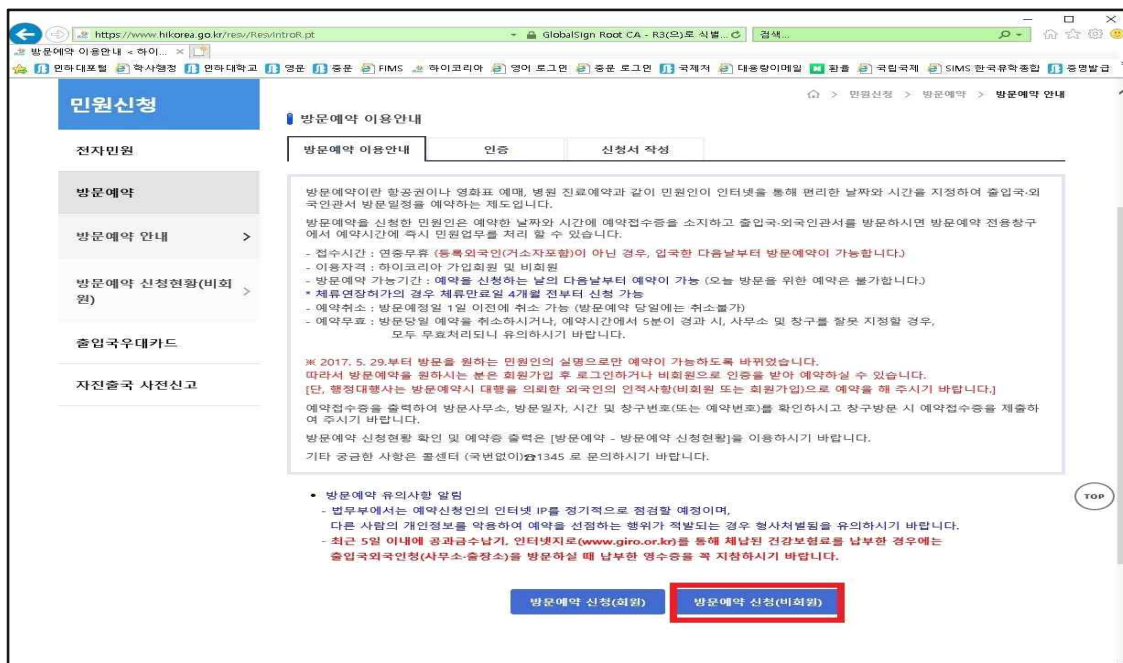 https://www.hikorea.go.kr/resv/ResvIntroR.pt
GlobalSign Root CA - R3(으)로 식별...
검색...
방문예약 이용안내 < 하이...
인하대포털 학사행정 인하대학교 영문 중문 FIMS 하이코리아 영어 로그인 중문 로그인 국제처 대용량이메일 환율 국립국제 SIMS 한국유학종합 증명발급
민원신청
민원신청 > 방문예약 > 방문예약 안내
방문예약 이용안내
전자민원
방문예약 이용안내 인증 신청서 작성
방문예약
방문예약 안내 >
방문예약 신청현황(비회원) >
출입국우대카드
자진출국 사전신고
방문예약이란 항공권이나 영화표 예매, 병원 진료예약과 같이 민원인이 인터넷을 통해 편리한 날짜와 시간을 지정하여 출입국·외
국인관서 방문일정을 예약하는 제도입니다.
방문예약을 신청한 민원인은 예약한 날짜와 시간에 예약접수증을 소지하고 출입국·외국인관서를 방문하시면 방문예약 전용창구
에서 예약시간에 즉시 민원업무를 처리 할 수 있습니다.
- 접수시간 : 연중무휴 (등록외국인(거소자포함)이 아닌 경우, 입국한 다음날부터 방문예약이 가능합니다.)
- 이용자격 : 하이코리아 가입회원 및 비회원
- 방문예약 가능기간 : 예약을 신청하는 날의 다음날부터 예약이 가능 (오늘 방문을 위한 예약은 불가합니다.)
* 체류연장허가의 경우 체류만료일 4개월 전부터 신청 가능
- 예약취소 : 방문예정일 1일 이전에 취소 가능 (방문예약 당일에는 취소불가)
- 예약무효 : 방문당일 예약을 취소하시거나, 예약시간에서 5분이 경과 시, 사무소 및 창구를 잘못 지정할 경우,
모두 무효처리되니 유의하시기 바랍니다.
※ 2017. 5. 29.부터 방문을 원하는 민원인의 실명으로만 예약이 가능하도록 바뀌었습니다.
따라서 방문예약을 원하시는 분은 회원가입 후 로그인하거나 비회원으로 인증을 받아 예약하실 수 있습니다.
[단, 행정대행사는 방문예약시 대행을 의뢰한 외국인의 인적사항(비회원 또는 회원가입)으로 예약을 해 주시기 바랍니다.]
예약접수증을 출력하여 방문사무소, 방문일자, 시간 및 창구번호(또는 예약번호)를 확인하시고 창구방문 시 예약접수증을 제출하
여 주시기 바랍니다.
방문예약 신청현황 확인 및 예약증 출력은 [방문예약 - 방문예약 신청현황]을 이용하시기 바랍니다.
기타 궁금한 사항은 콜센터 (국번없이)☎1345 로 문의하시기 바랍니다.
• 방문예약 유의사항 알림
- 법무부에서는 예약신청인의 인터넷 IP를 정기적으로 점검할 예정이며,
다른 사람의 개인정보를 악용하여 예약을 선점하는 행위가 적발되는 경우 형사처벌됨을 유의하시기 바랍니다.
- 최근 5일 이내에 공과금수납기, 인터넷지로(www.giro.or.kr)를 통해 체납된 건강보험료를 납부한 경우에는
출입국외국인청(사무소·출장소)을 방문하실 때 납부한 영수증을 꼭 지참하시기 바랍니다.
TOP
방문예약 신청(회원) 방문예약 신청(비회원)